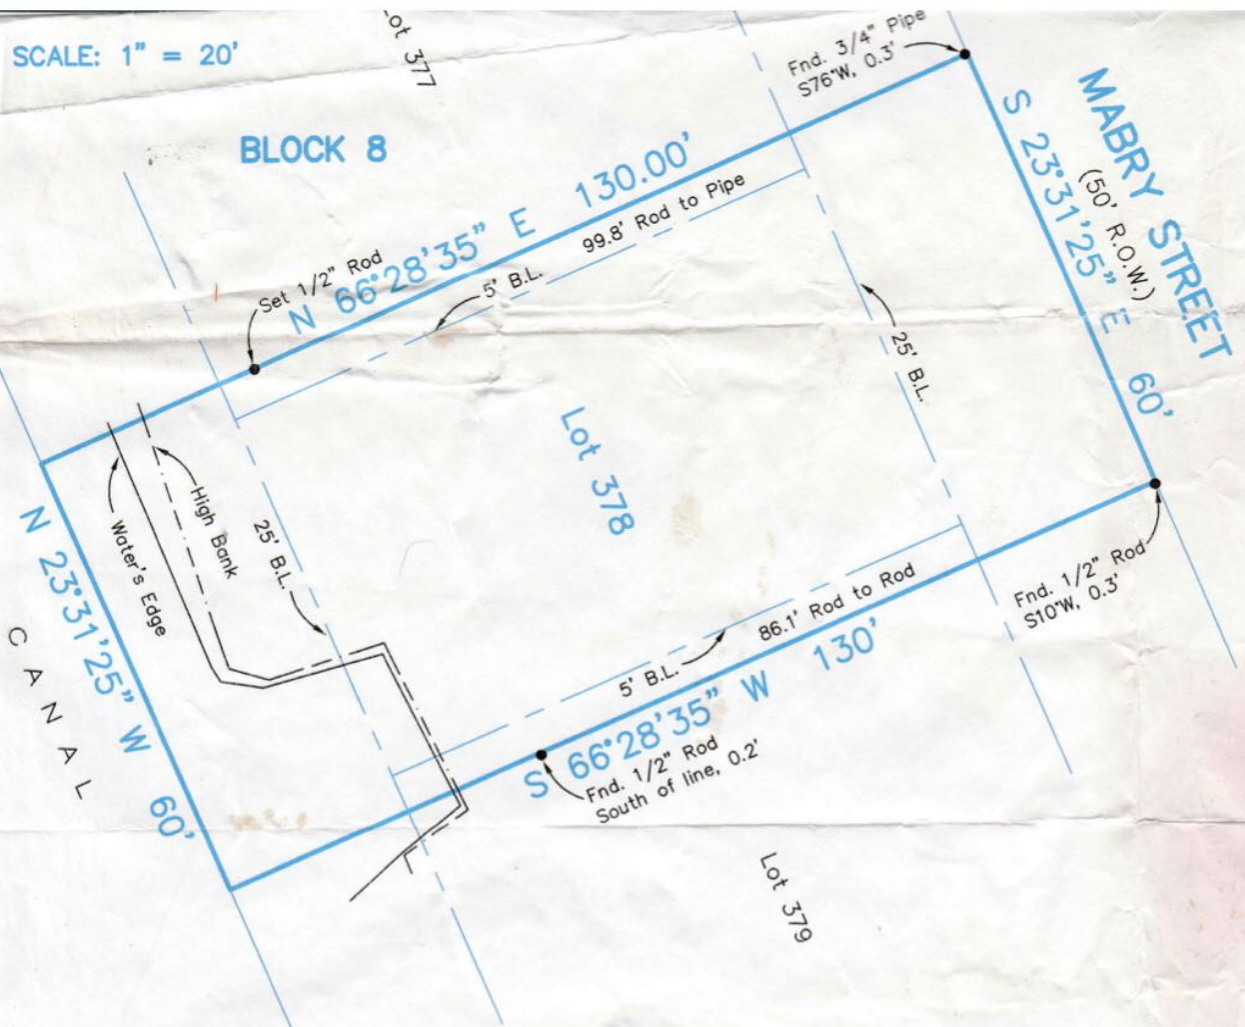 SCALE: 1" = 20'
Lot 377
BLOCK 8
Fnd. 3/4" Pipe
S76°W, 0.3'
MABRY STREET
(50' R.O.W.)
S 23°31'25" E 60'
N 66°28'35" E 130.00'
99.8' Rod to Pipe
Set 1/2" Rod
5' B.L.
25' B.L.
Lot 378
High Bank
Water's Edge
25' B.L.
N 23°31'25" W 60'
CANAL
86.1' Rod to Rod
5' B.L.
S 66°28'35" W 130'
Fnd. 1/2" Rod
South of line, 0.2'
Fnd. 1/2" Rod
S10°W, 0.3'
Lot 379